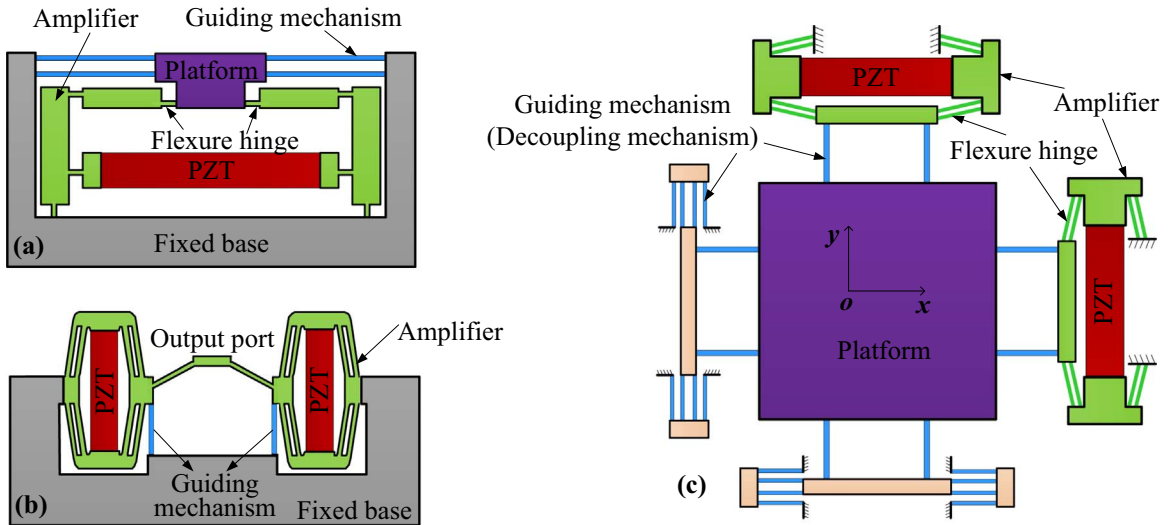 Amplifier
Guiding mechanism
Platform
Flexure hinge
PZT
(a)
Fixed base
Output port
Amplifier
PZT
PZT
Guiding
mechanism
(b)
Fixed base
PZT
Guiding mechanism
(Decoupling mechanism)
Amplifier
Flexure hinge
y
o
x
Platform
PZT
(c)